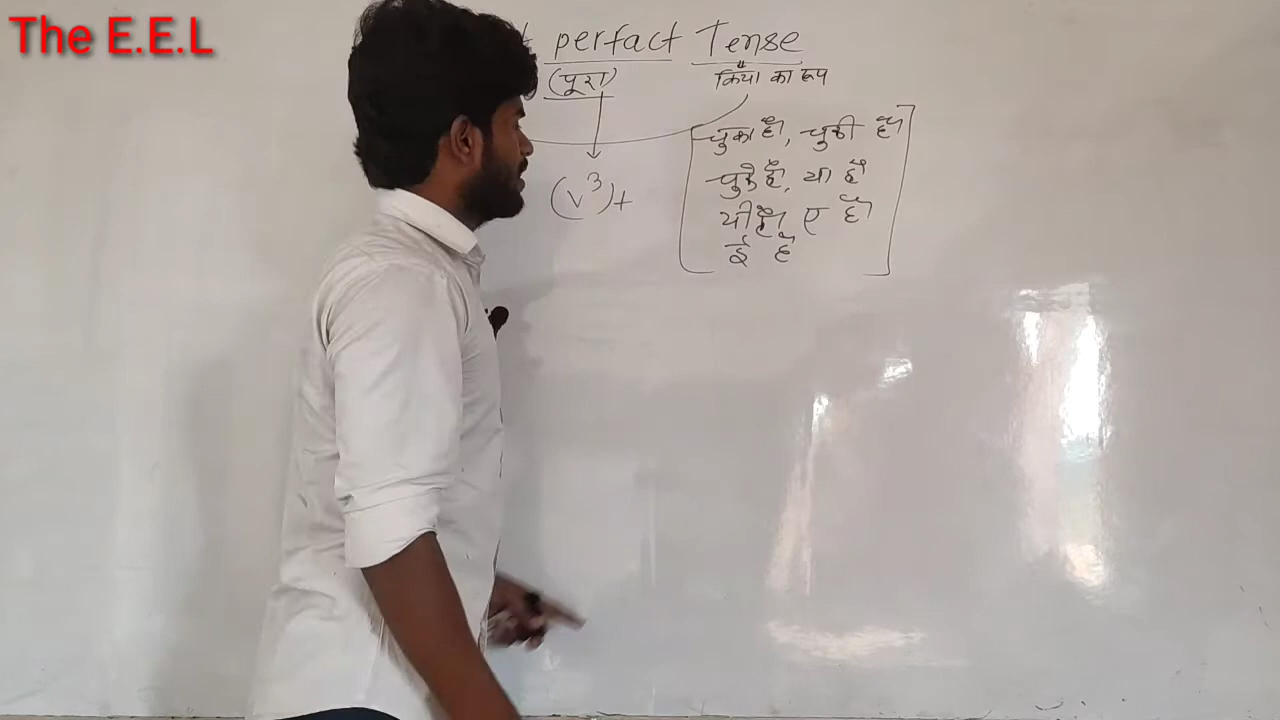 The E.E.L
perfact Tense
(पूरा) क्रिया का रूप
चुका है, चुकी है
चुके हैं, या है
(V3)+
यी है, ए है
ई है